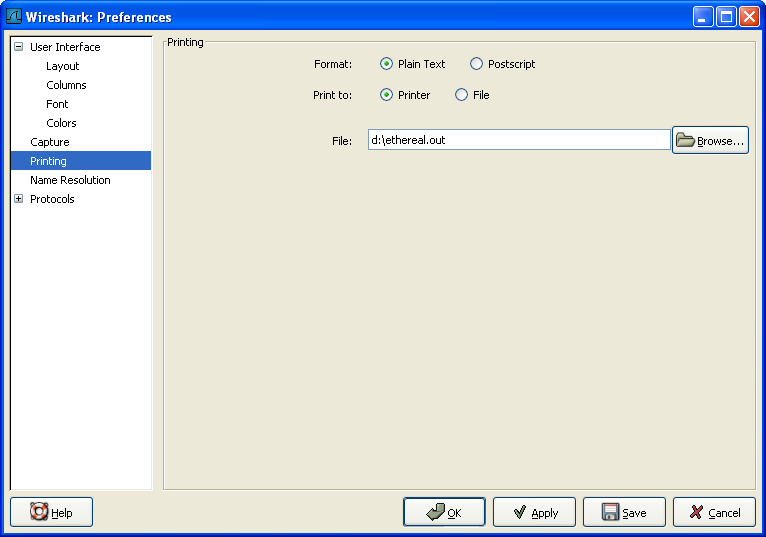 Wireshark: Preferences
User Interface
Layout
Columns
Font
Colors
Capture
Printing
Name Resolution
Protocols
Printing
Format: Plain Text Postscript
Print to: Printer File
File: d:\ethereal.out Browse...
Help OK Apply Save Cancel